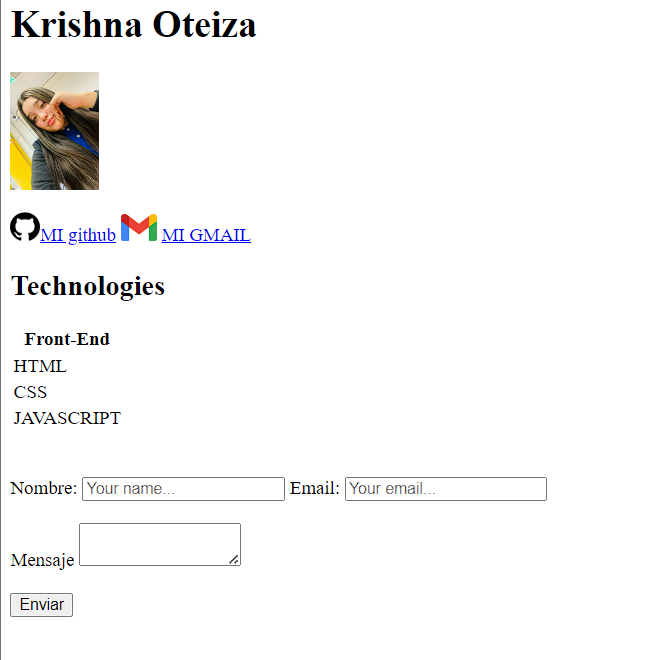 Krishna Oteiza
MI github MI GMAIL
Technologies
Front-End
HTML
CSS
JAVASCRIPT
Nombre: Your name... Email: Your email...
Mensaje
Enviar